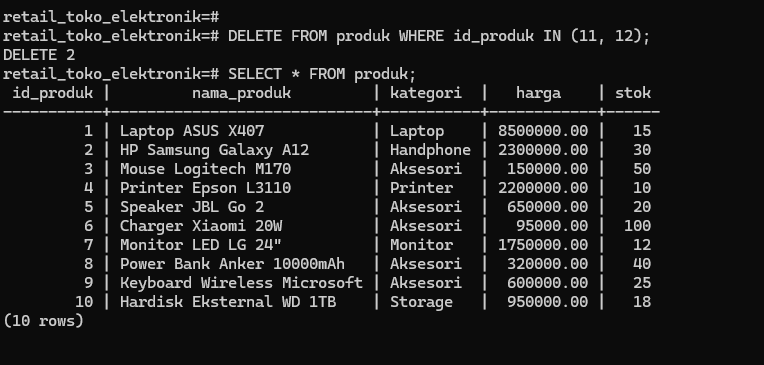 retail_toko_elektronik=#
retail_toko_elektronik=# DELETE FROM produk WHERE id_produk IN (11, 12);
DELETE 2
retail_toko_elektronik=# SELECT * FROM produk;
 id_produk |         nama_produk         | kategori  |   harga    | stok
-----------+-----------------------------+-----------+------------+------
         1 | Laptop ASUS X407            | Laptop    | 8500000.00 |   15
         2 | HP Samsung Galaxy A12       | Handphone | 2300000.00 |   30
         3 | Mouse Logitech M170         | Aksesori  |  150000.00 |   50
         4 | Printer Epson L3110         | Printer   | 2200000.00 |   10
         5 | Speaker JBL Go 2            | Aksesori  |  650000.00 |   20
         6 | Charger Xiaomi 20W          | Aksesori  |   95000.00 |  100
         7 | Monitor LED LG 24"          | Monitor   | 1750000.00 |   12
         8 | Power Bank Anker 10000mAh   | Aksesori  |  320000.00 |   40
         9 | Keyboard Wireless Microsoft | Aksesori  |  600000.00 |   25
        10 | Hardisk Eksternal WD 1TB    | Storage   |  950000.00 |   18
(10 rows)